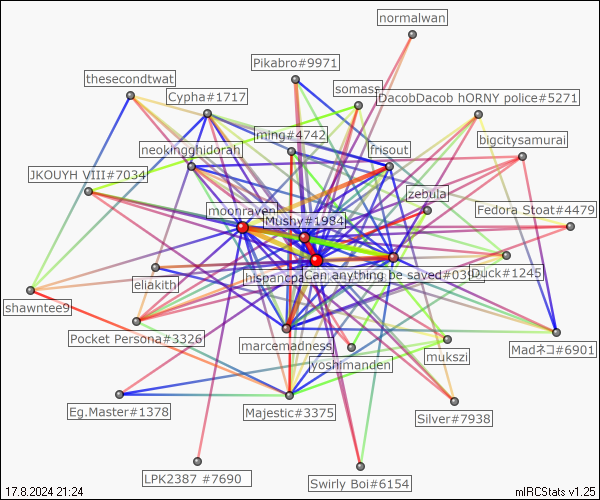 normalwan
Pikabro#9971
thesecondtwat
somass
Cypha#1717
DacobDacob hORNY police#5271
ming#4742
bigcitysamurai
neokingghidorah
frisout
JKOUYH VIII#7034
zebulal
moonraven
Mushy#1984
Fedora Stoat#4479
hispancpa
Can anything be saved#039
Duck#1245
eliakith
shawntee9
Pocket Persona#3326
marcemadness
yoshimanden
mukszi
Madネコ#6901
Eg.Master#1378
Majestic#3375
Silver#7938
LPK2387 #7690
Swirly Boi#6154
17.8.2024 21:24
mIRCStats v1.25